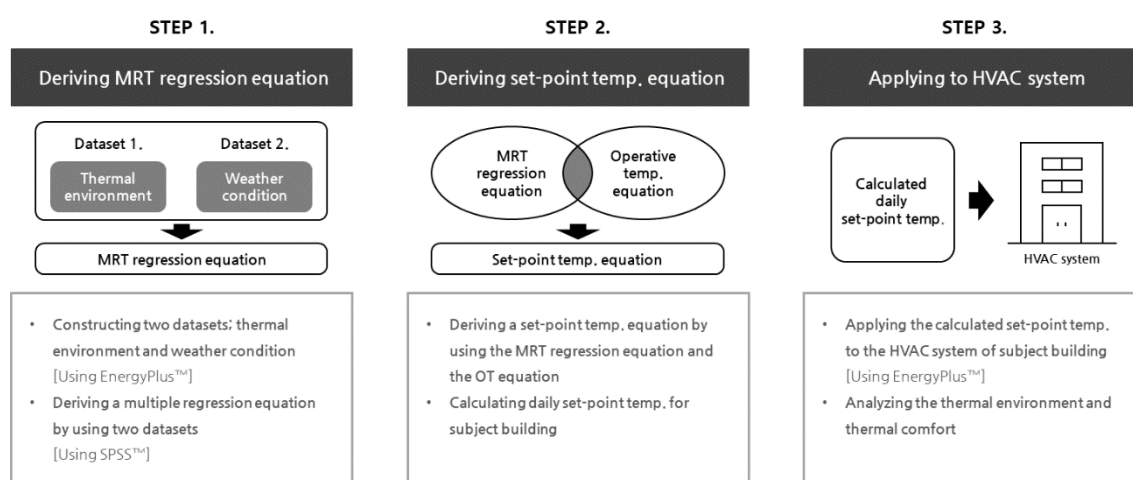 STEP 1.
Deriving MRT regression equation
Dataset 1.
Dataset 2.
Thermal
environment
Weather
condition
MRT regression equation
• Constructing two datasets; thermal
environment and weather condition
[Using EnergyPlus™]
• Deriving a multiple regression equation
by using two datasets
[Using SPSS™]
STEP 2.
Deriving set-point temp. equation
MRT
regression
equation
Operative
temp.
equation
Set-point temp. equation
• Deriving a set-point temp. equation by
using the MRT regression equation and
the OT equation
• Calculating daily set-point temp. for
subject building
STEP 3.
Applying to HVAC system
Calculated
daily
set-point temp.
HVAC system
• Applying the calculated set-point temp.
to the HVAC system of subject building
[Using EnergyPlus™]
• Analyzing the thermal environment and
thermal comfort